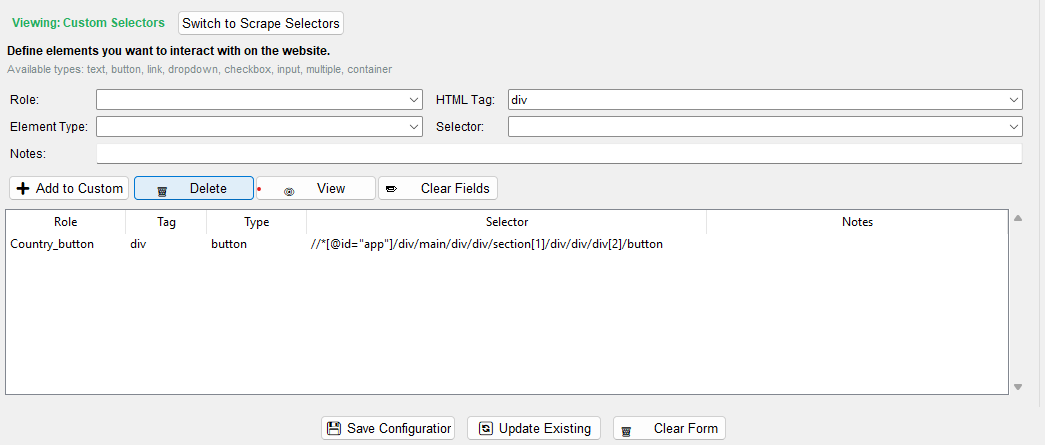 Viewing: Custom Selectors Switch to Scrape Selectors
Define elements you want to interact with on the website.
Available types: text, button, link, dropdown, checkbox, input, multiple, container
Role: HTML Tag: div
Element Type: Selector:
Notes:
Add to Custom Delete View Clear Fields
Role Tag Type Selector Notes
Country_button div button //*[@id="app"]/div/main/div/div/section[1]/div/div/div[2]/button
Save Configuration Update Existing Clear Form